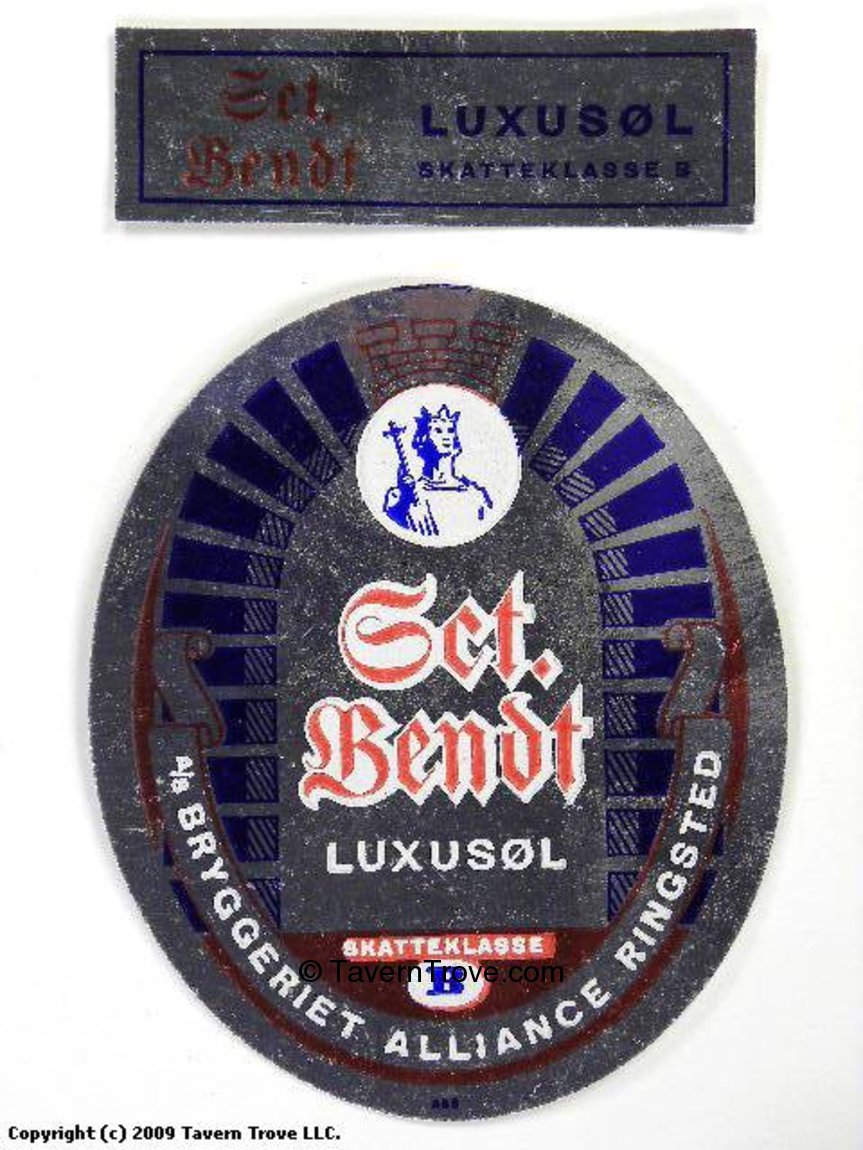 Sct.
Bendt
LUXUSØL
SKATTEKLASSE B
Sct.
Bendt
LUXUSØL
SKATTEKLASSE
B
A/S BRYGGERIET ALLIANCE RINGSTED
© TavernTrove.com
Copyright (c) 2009 Tavern Trove LLC.